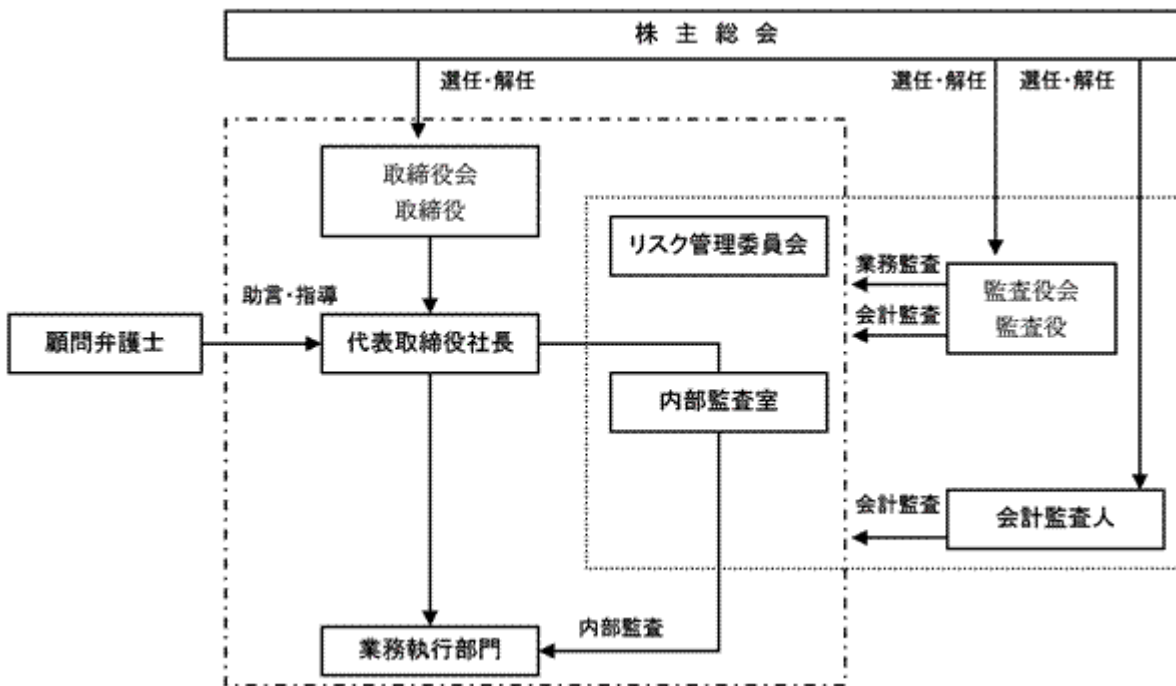 株主総会
選任・解任
選任・解任
選任・解任
取締役会
取締役
リスク管理委員会
業務監査
監査役会
監査役
助言・指導
会計監査
顧問弁護士
代表取締役社長
内部監査室
会計監査
会計監査人
内部監査
業務執行部門